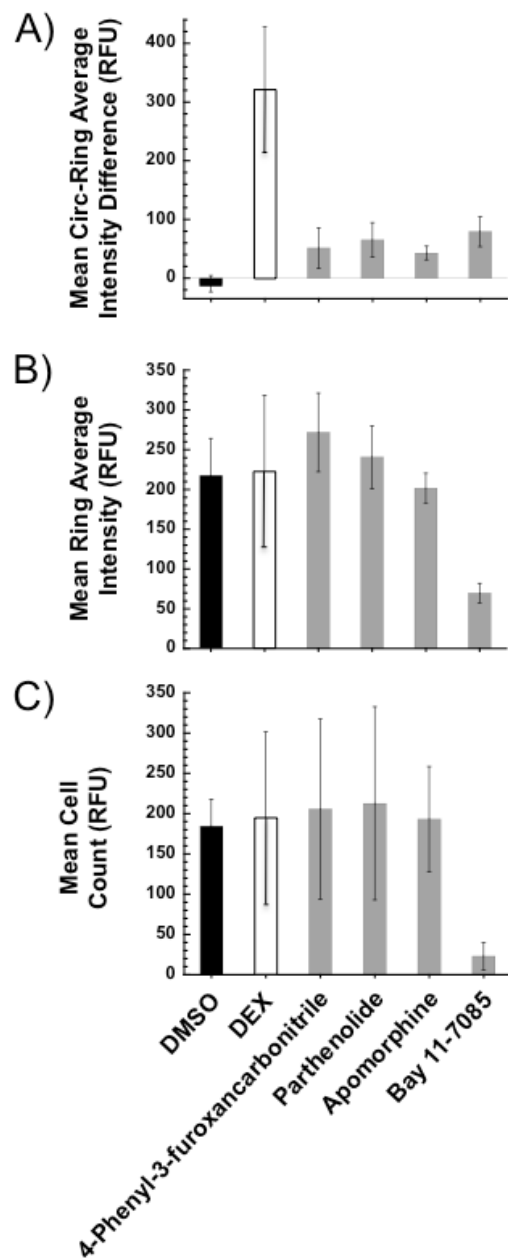 A)
Mean Circ-Ring Average
Intensity Difference (RFU)
400
300
200
100
0
B)
Mean Ring Average
Intensity (RFU)
350
300
250
200
150
100
50
0
C)
Mean Cell
Count (RFU)
350
300
250
200
150
100
50
0
DMSO
DEX
4-Phenyl-3-furoxancarbonitrile
Parthenolide
Apomorphine
Bay 11-7085